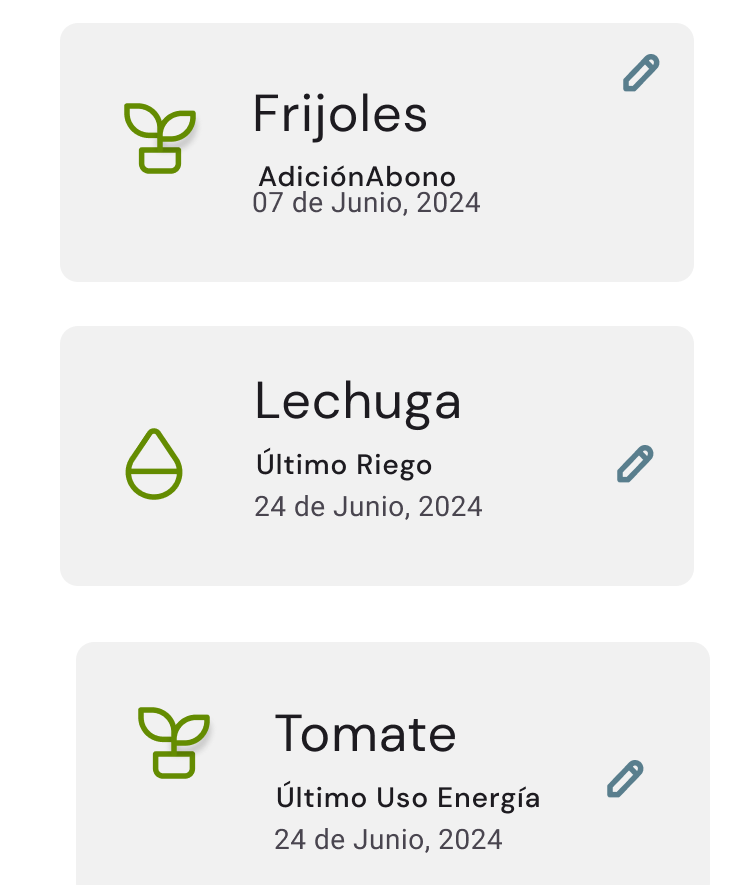 Frijoles
AdiciónAbono
07 de Junio, 2024
Lechuga
Último Riego
24 de Junio, 2024
Tomate
Último Uso Energía
24 de Junio, 2024